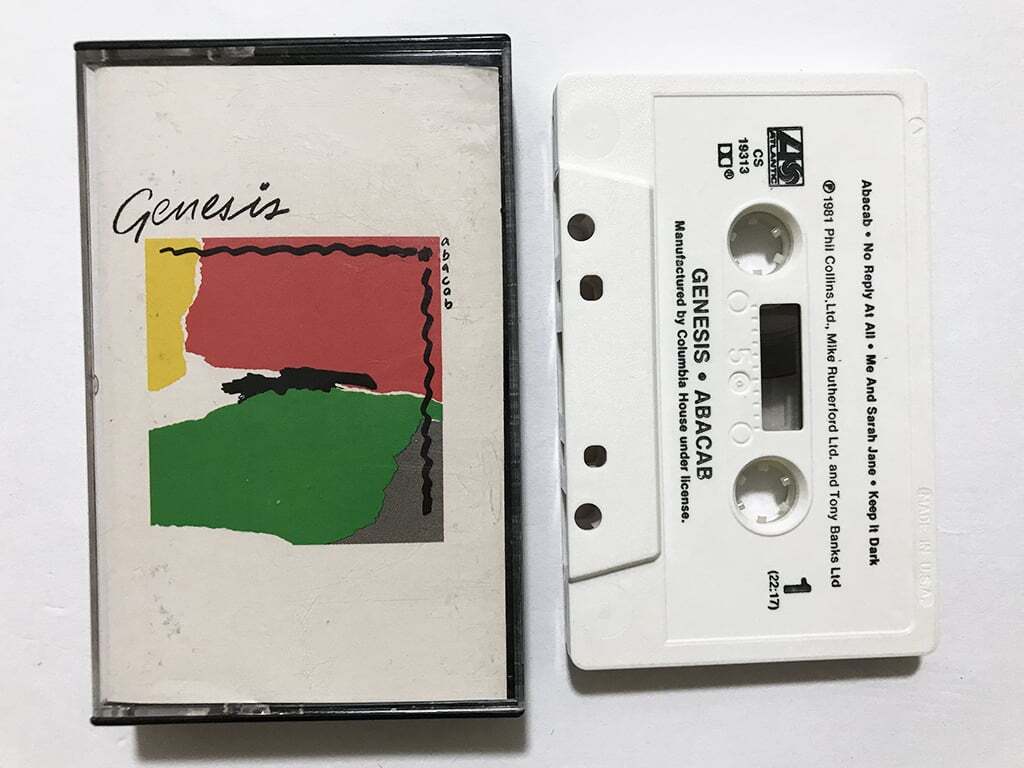 Genesis
abacab
Abacab • No Reply At All • Me And Sarah Jane • Keep It Dark
℗ 1981 Phil Collins, Ltd., Mike Rutherford Ltd. and Tony Banks Ltd
ATLANTIC
CS
19313
1
(22:17)
50
GENESIS • ABACAB
Manufactured by Columbia House under license.
(MADE IN U.S.A)